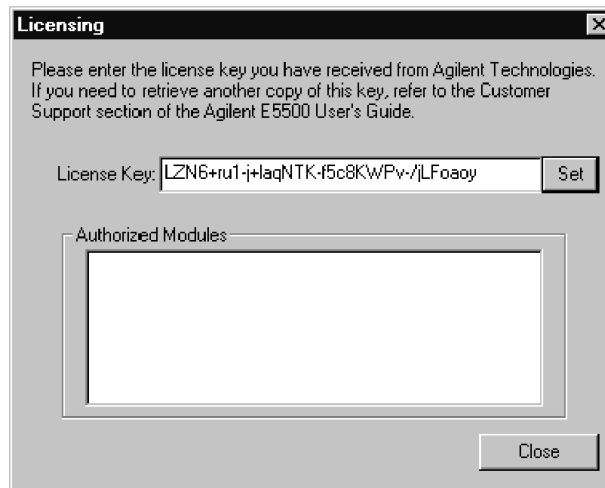 Licensing
Please enter the license key you have received from Agilent Technologies.
If you need to retrieve another copy of this key, refer to the Customer
Support section of the Agilent E5500 User's Guide.
License Key: LZN6+ru1-j+laqNTK-f5c8KWPv-/jLFoaoy Set
Authorized Modules
Close